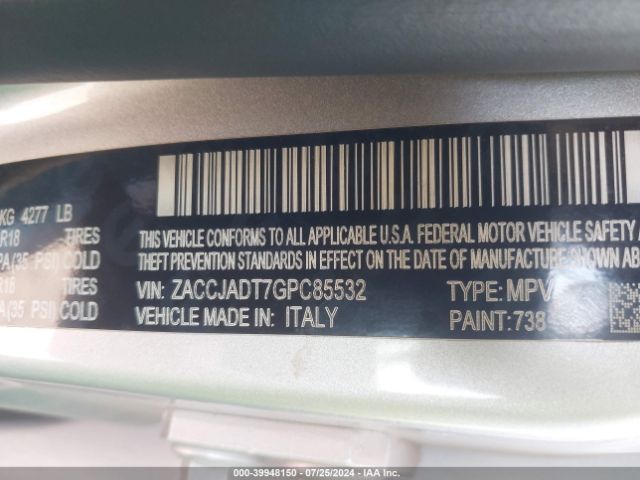 KG 4277 LB
R18 TIRES
PA(35 PSI) COLD
R18 TIRES
PA(35 PSI) COLD
THIS VEHICLE CONFORMS TO ALL APPLICABLE U.S.A. FEDERAL MOTOR VEHICLE SAFETY
THEFT PREVENTION STANDARDS IN EFFECT ON THE DATE OF MANUFACTURE SHOWN
VIN: ZACCJADT7GPC85532 TYPE: MPV
VEHICLE MADE IN: ITALY PAINT:738
000-39948150 - 07/25/2024 - IAA Inc.